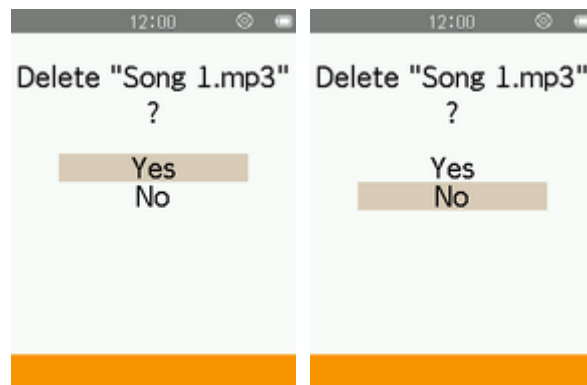 12:00
Delete "Song 1.mp3"
?
Yes
No
12:00
Delete "Song 1.mp3"
?
Yes
No